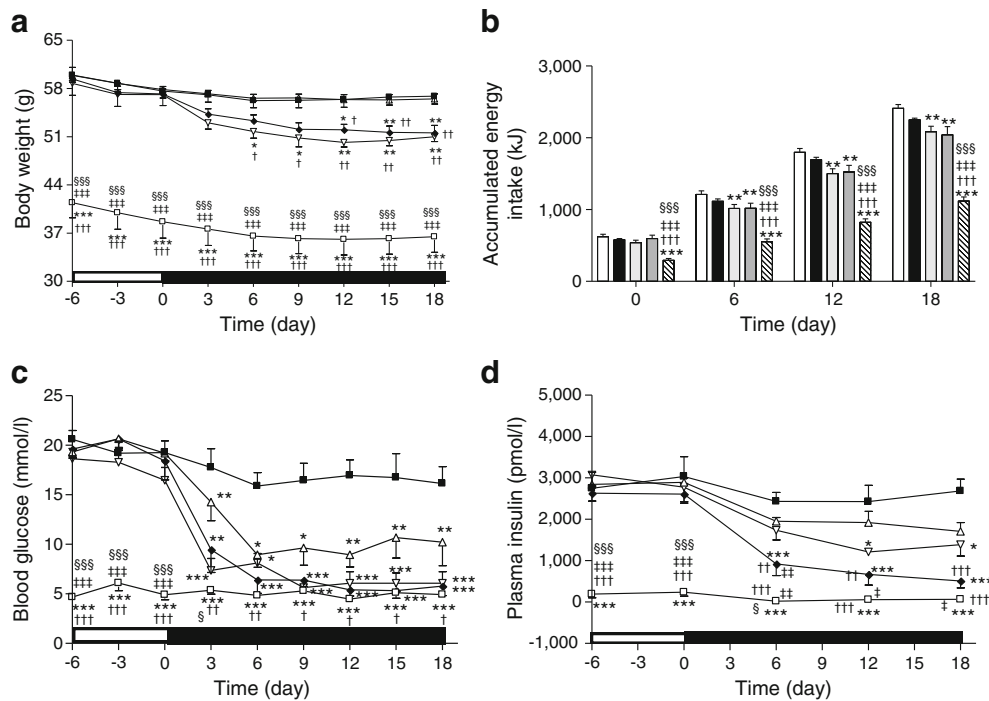 a
65
58
51
44
37
30
Body weight (g)
* † ** †† **
††
* * ** ** **
† † †† †† ††
§§§ §§§ §§§ §§§ §§§ §§§ §§§ §§§ §§§
‡‡‡ ‡‡‡ ‡‡‡ ‡‡‡ ‡‡‡ ‡‡‡ ‡‡‡ ‡‡‡ ‡‡‡
*** *** *** *** *** *** *** *** ***
††† ††† ††† ††† ††† ††† ††† ††† †††
-6 -3 0 3 6 9 12 15 18
Time (day)
b
3,000
2,000
1,000
0
Accumulated energy
intake (kJ)
§§§
‡‡‡
†††
***
** **
§§§
‡‡‡
†††
***
** **
§§§
‡‡‡
†††
***
** **
§§§
‡‡‡
†††
***
0 6 12 18
Time (day)
c
25
20
15
10
5
0
Blood glucose (mmol/l)
** * * ** ** **
** * *** *** *** ***
*** *** *** *** *** ***
§§§ §§§ §§§
‡‡‡ ‡‡‡ ‡‡‡
*** *** *** *** *** *** *** *** ***
††† ††† ††† †† †† † † † †
§
-6 -3 0 3 6 9 12 15 18
Time (day)
d
5,000
4,000
3,000
2,000
1,000
0
-1,000
Plasma insulin (pmol/l)
* *
*** †† ‡‡ †† *** ††† ***
§§§ §§§
‡‡‡ ‡‡‡
††† †††
*** ***
††† ‡‡ § *** ††† ‡ *** ‡ *** †††
-6 -3 0 3 6 9 12 15 18
Time (day)